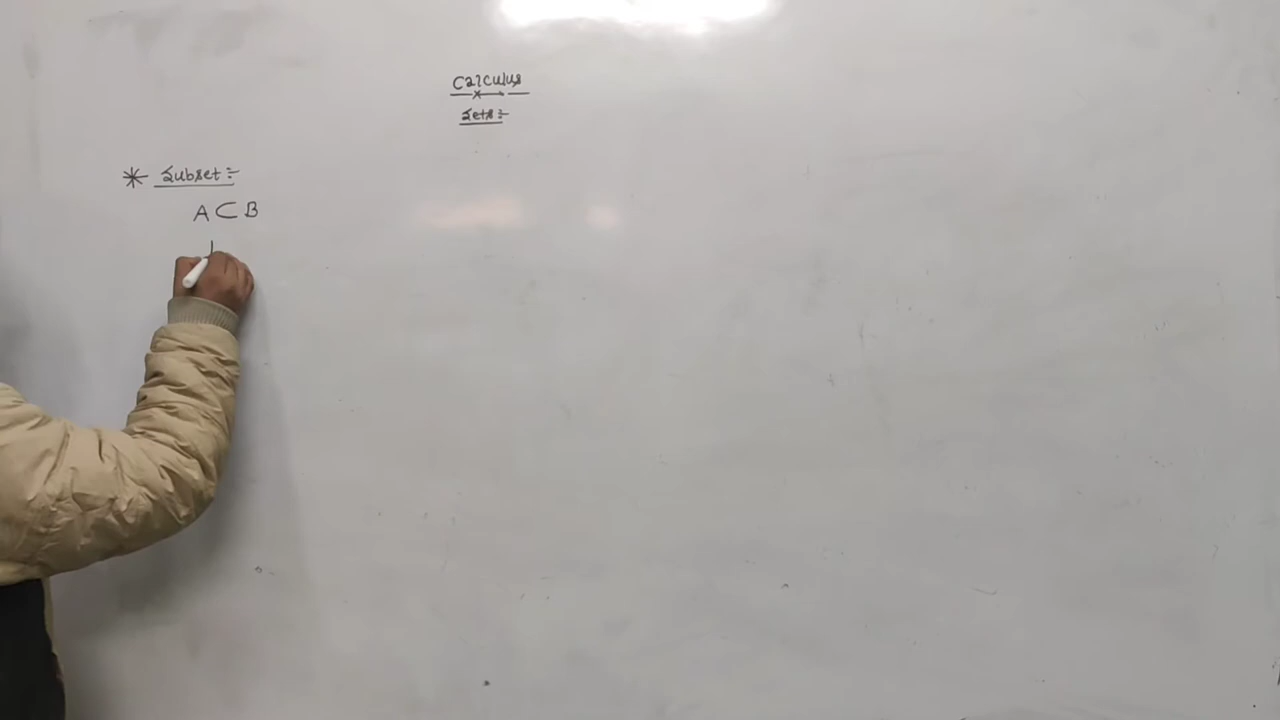 Calculus
Sets :-
* Subset :-
A ⊂ B